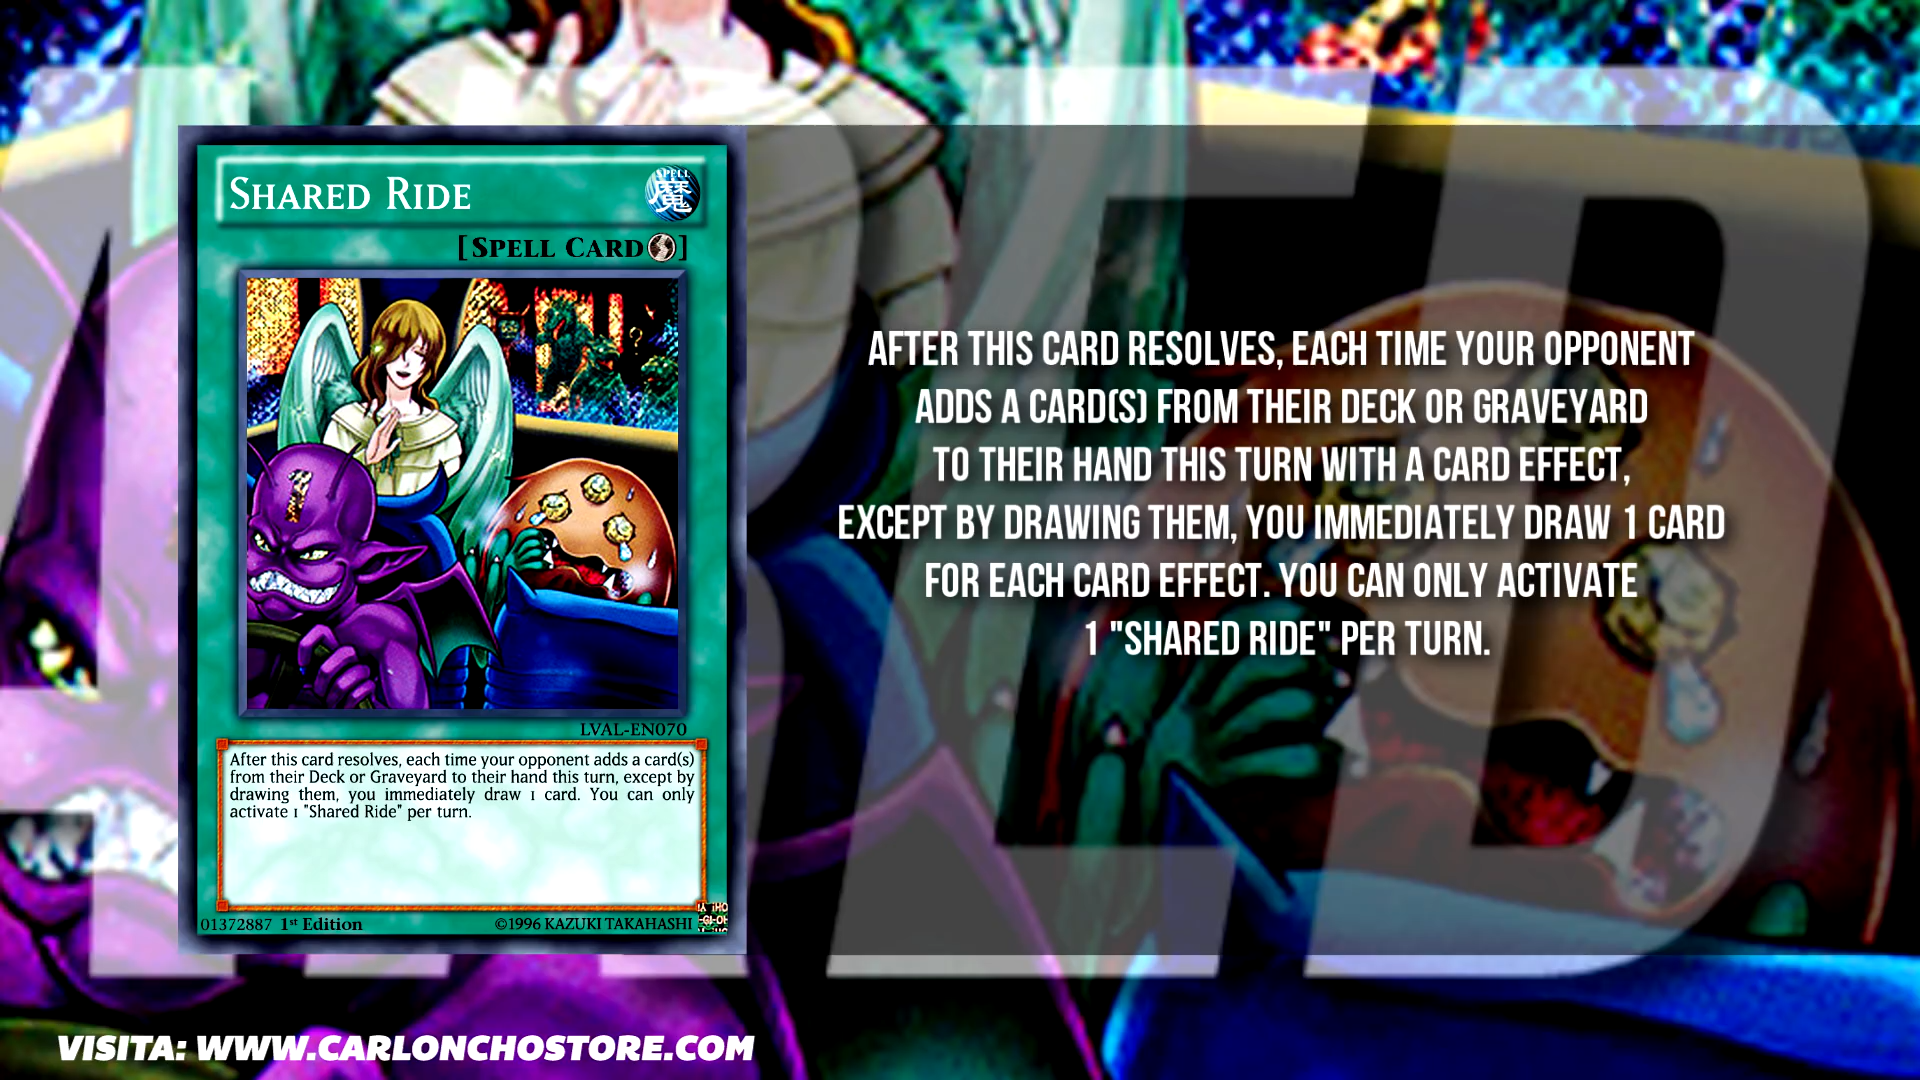 SHARED RIDE
SPELL
魔
[SPELL CARD]
LVAL-EN070
After this card resolves, each time your opponent adds a card(s)
from their Deck or Graveyard to their hand this turn, except by
drawing them, you immediately draw 1 card. You can only
activate 1 "Shared Ride" per turn.
01372887 1st Edition
©1996 KAZUKI TAKAHASHI
AFTER THIS CARD RESOLVES, EACH TIME YOUR OPPONENT
ADDS A CARD(S) FROM THEIR DECK OR GRAVEYARD
TO THEIR HAND THIS TURN WITH A CARD EFFECT,
EXCEPT BY DRAWING THEM, YOU IMMEDIATELY DRAW 1 CARD
FOR EACH CARD EFFECT. YOU CAN ONLY ACTIVATE
1 "SHARED RIDE" PER TURN.
VISITA: WWW.CARLONCHOSTORE.COM